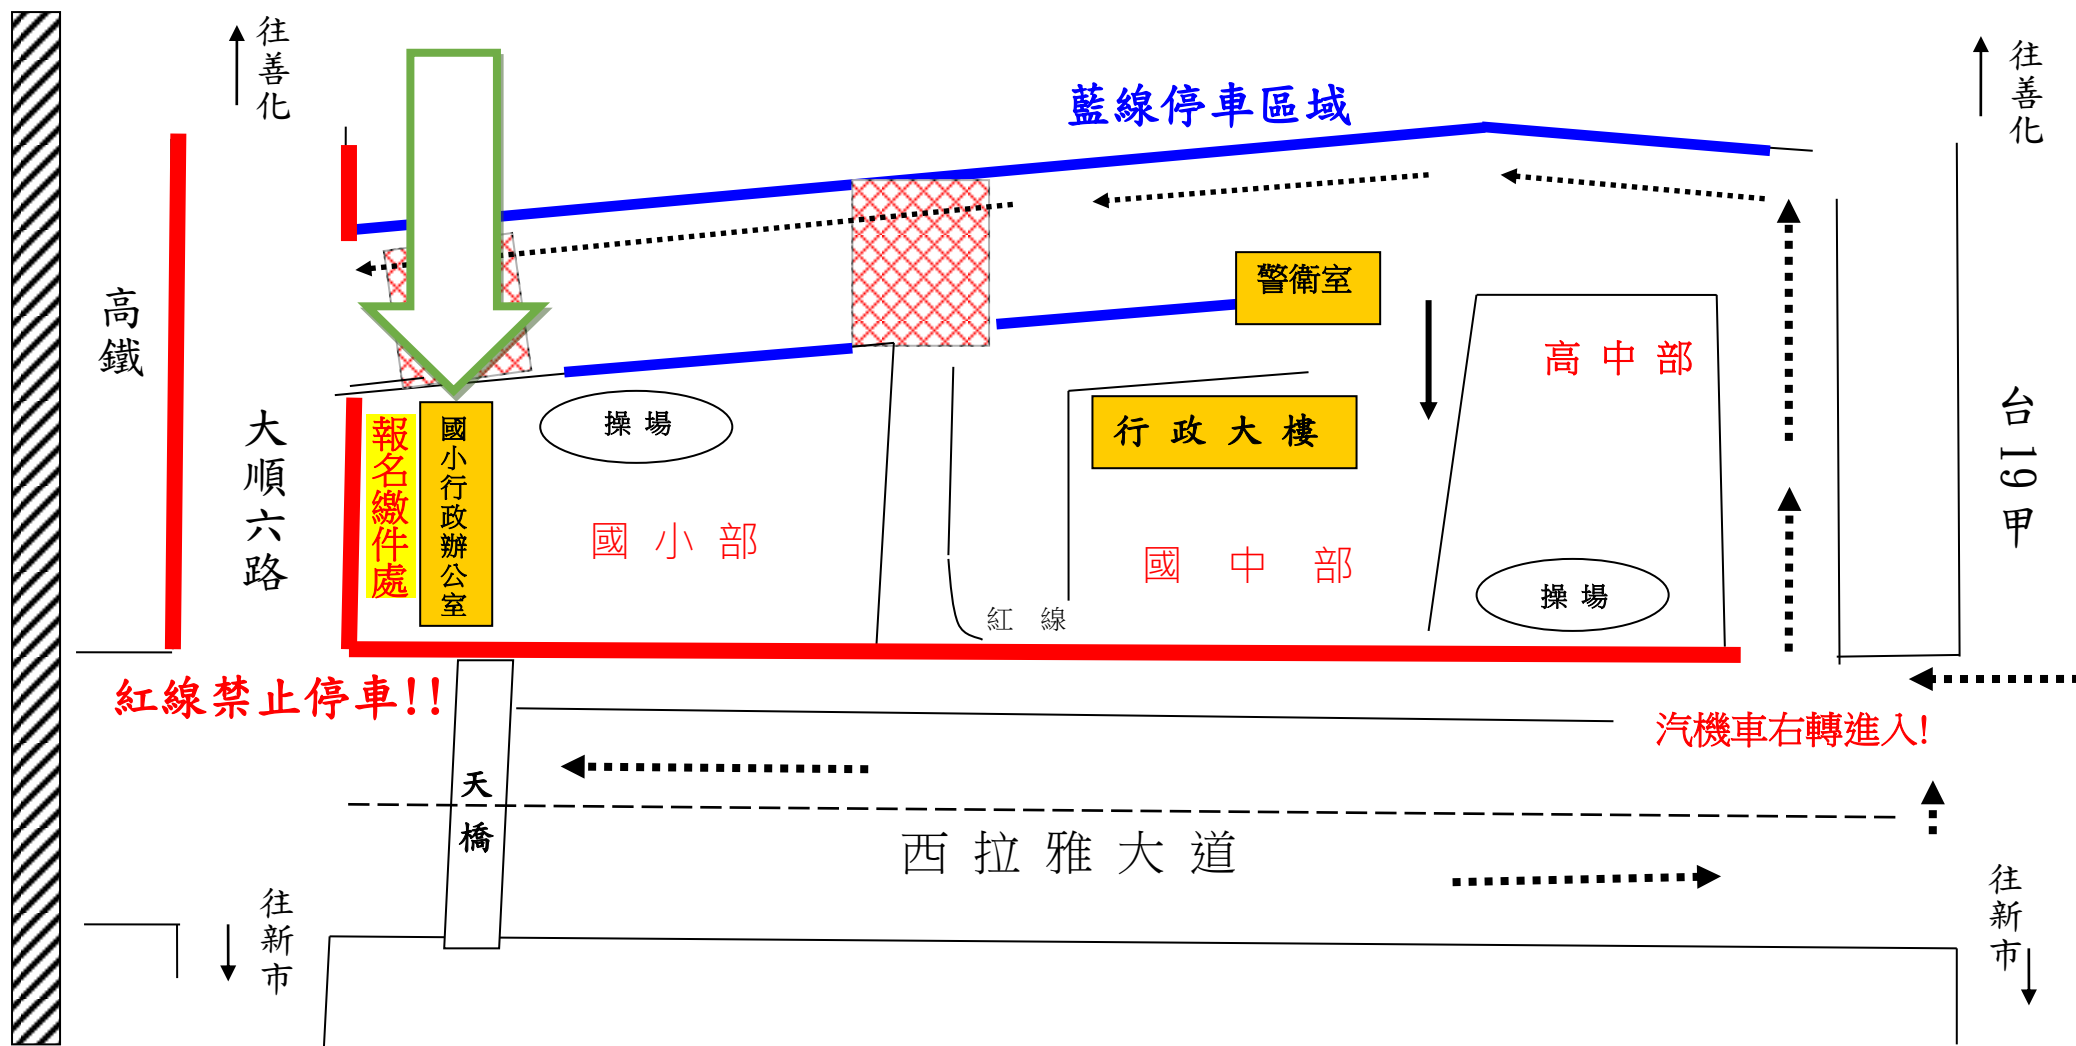 往善化
往善化
藍線停車區域
警衛室
高鐵
高中部
大順六路
報名繳件處
國小行政辦公室
操場
行政大樓
台19甲
國小部
國中部
操場
紅線
紅線禁止停車!!
汽機車右轉進入!
天橋
西拉雅大道
往新市
往新市